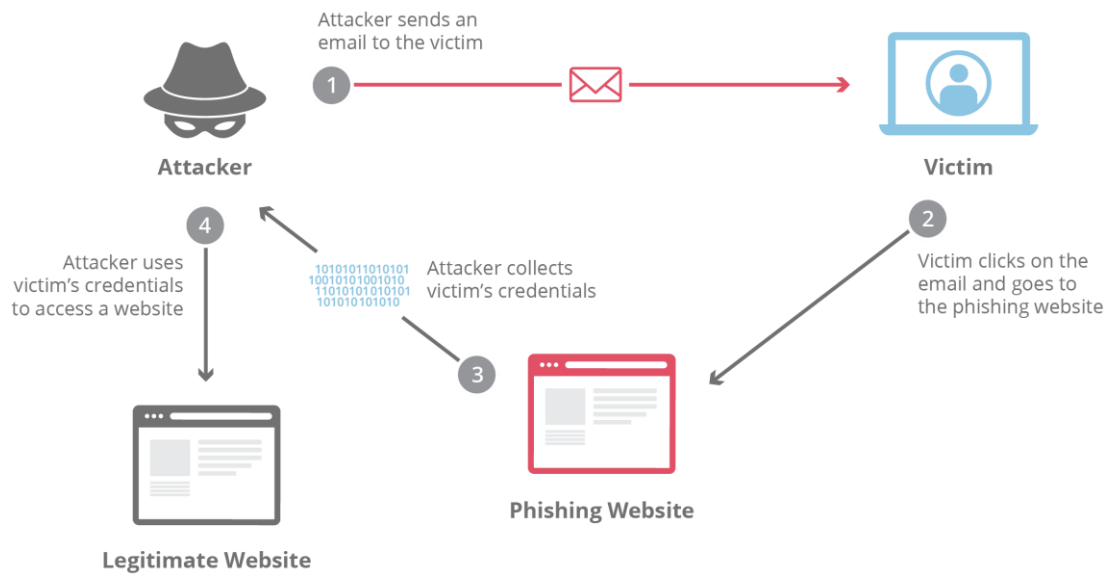 Attacker sends an
email to the victim
1
Attacker
Victim
4
2
Attacker uses
victim's credentials
to access a website
10101011010101
10010101001010
11010101010101
101010101010
Attacker collects
victim's credentials
Victim clicks on the
email and goes to
the phishing website
3
Phishing Website
Legitimate Website